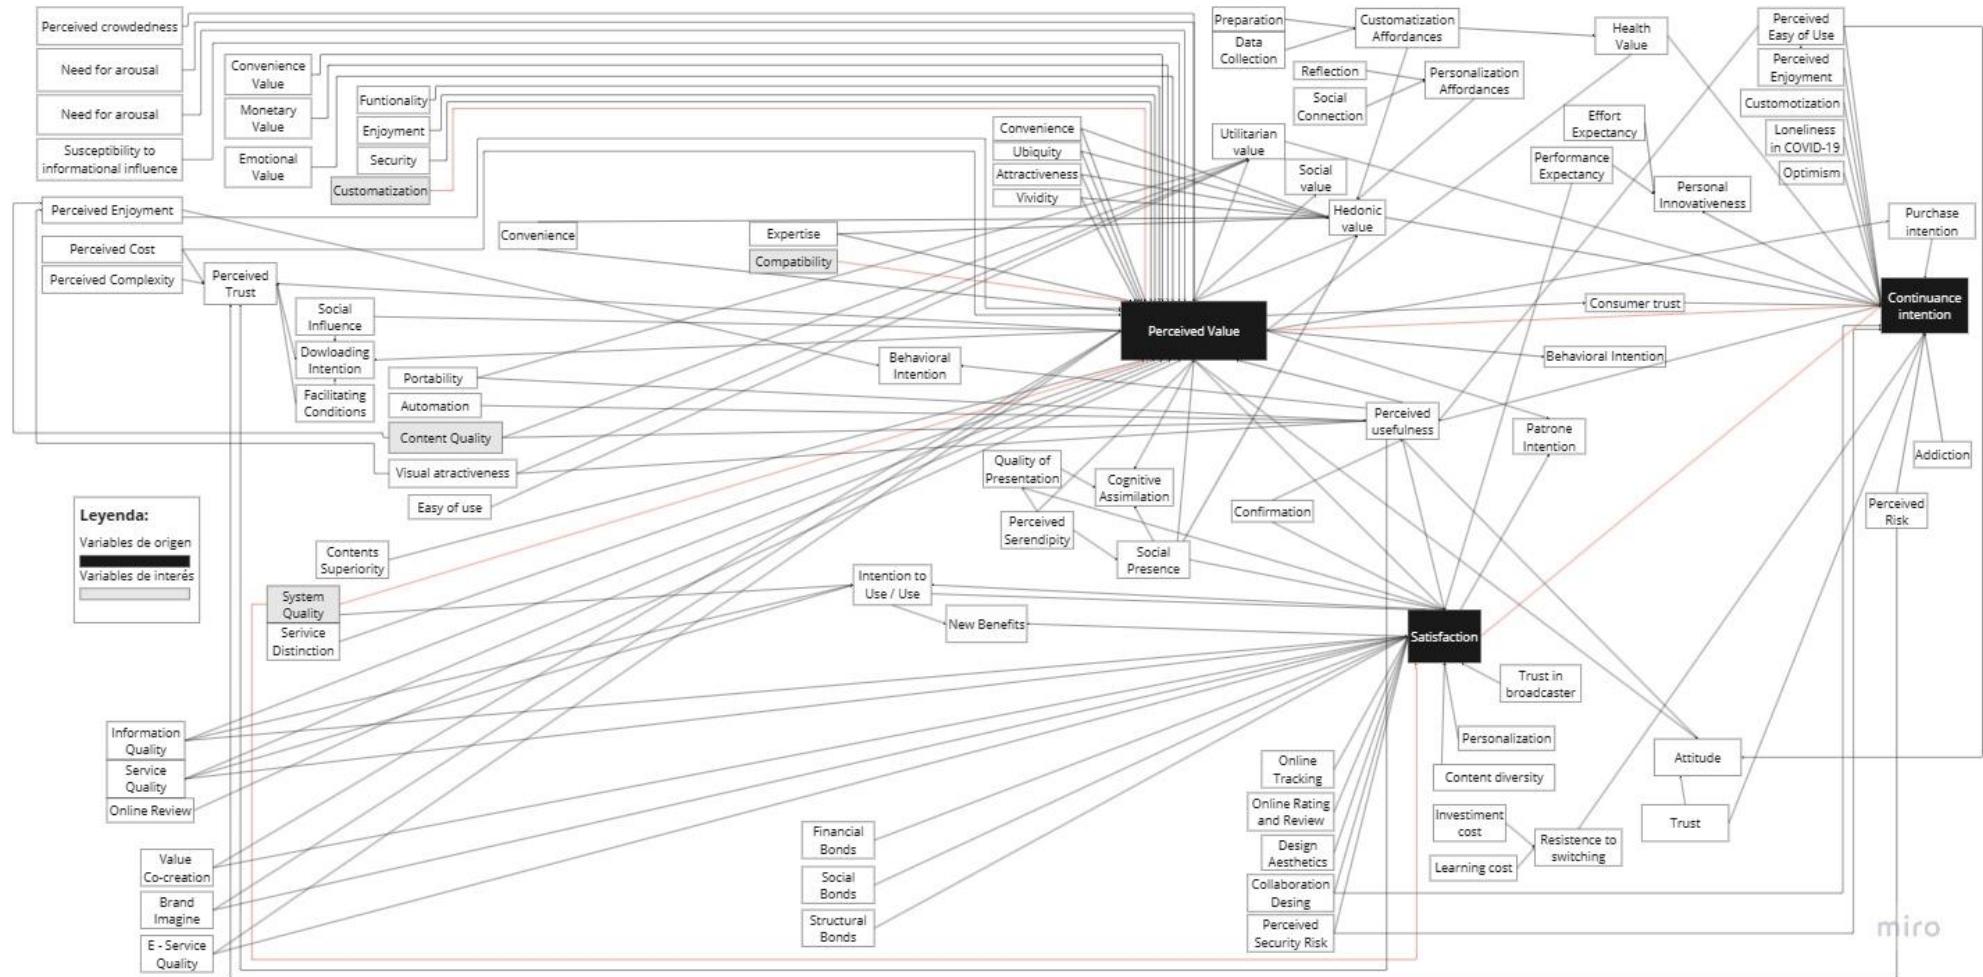 Perceived crowdedness
Need for arousal
Need for arousal
Susceptibility to
informational influence
Convenience
Value
Monetary
Value
Emotional
Value
Funtionality
Enjoyment
Security
Customatization
Perceived Enjoyment
Perceived Cost
Perceived Complexity
Perceived
Trust
Social
Influence
Dowloading
Intention
Facilitating
Conditions
Portability
Automation
Content Quality
Visual atractiveness
Easy of use
Convenience
Expertise
Compatibility
Behavioral
Intention
Convenience
Ubiquity
Attractiveness
Vividity
Preparation
Data
Collection
Customatization
Affordances
Health
Value
Reflection
Social
Connection
Personalization
Affordances
Utilitarian
value
Social
value
Hedonic
value
Effort
Expectancy
Performance
Expectancy
Personal
Innovativeness
Perceived
Easy of Use
Perceived
Enjoyment
Customotization
Loneliness
in COVID-19
Optimism
Purchase
intention
Continuance
intention
Perceived Value
Consumer trust
Behavioral Intention
Perceived
usefulness
Patrone
Intention
Addiction
Perceived
Risk
Quality of
Presentation
Cognitive
Assimilation
Perceived
Serendipity
Social
Presence
Confirmation
Leyenda:
Variables de origen
Variables de interés
Contents
Superiority
System
Quality
Serivice
Distinction
Intention to
Use / Use
New Benefits
Satisfaction
Trust in
broadcaster
Personalization
Content diversity
Attitude
Trust
Investiment
cost
Learning cost
Resistence to
switching
Information
Quality
Service
Quality
Online Review
Value
Co-creation
Brand
Imagine
E - Service
Quality
Financial
Bonds
Social
Bonds
Structural
Bonds
Online
Tracking
Online Rating
and Review
Design
Aesthetics
Collaboration
Desing
Perceived
Security Risk
miro